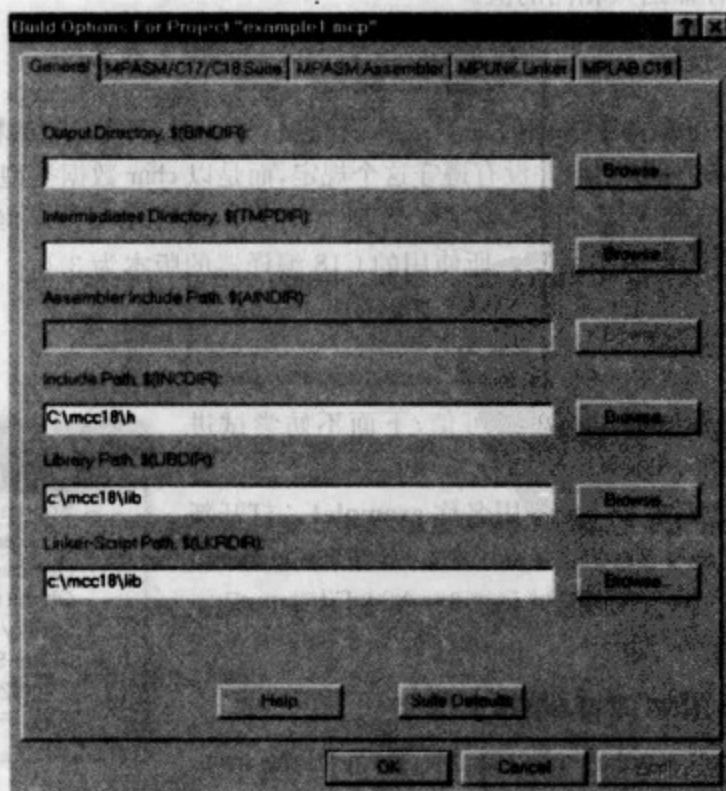 Build Options For Project "example1.mcp"
General MPASM/C17/C18 Suite MPASM Assembler MPLINK Linker MPLAB C18
Output Directory, $(BINDIR):
Browse...
Intermediates Directory, $(TMPDIR):
Browse...
Assembler Include Path, $(AINDIR):
Include Path, $(INCDIR):
C:\mcc18\h
Browse...
Library Path, $(LIBDIR):
c:\mcc18\lib
Browse...
Linker-Script Path, $(LKRDIR):
c:\mcc18\lib
Browse...
Help Suite Defaults
OK Cancel Apply